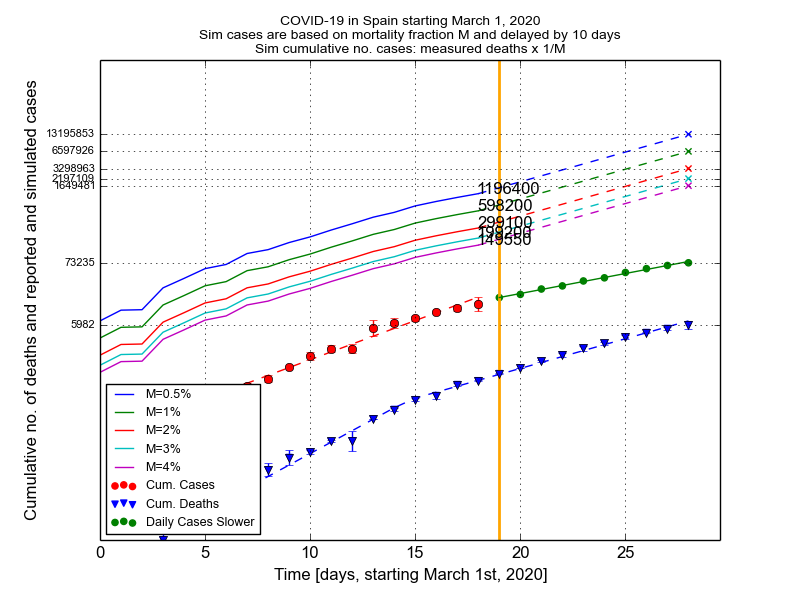 COVID-19 in Spain starting March 1, 2020
Sim cases are based on mortality fraction M and delayed by 10 days
Sim cumulative no. cases: measured deaths x 1/M
Cumulative no. of deaths and reported and simulated cases
13195853
6597926
3298963
2197109
1649481
73235
5982
1196400
598200
299100
199200
149550
M=0.5%
M=1%
M=2%
M=3%
M=4%
Cum. Cases
Cum. Deaths
Daily Cases Slower
0 5 10 15 20 25
Time [days, starting March 1st, 2020]